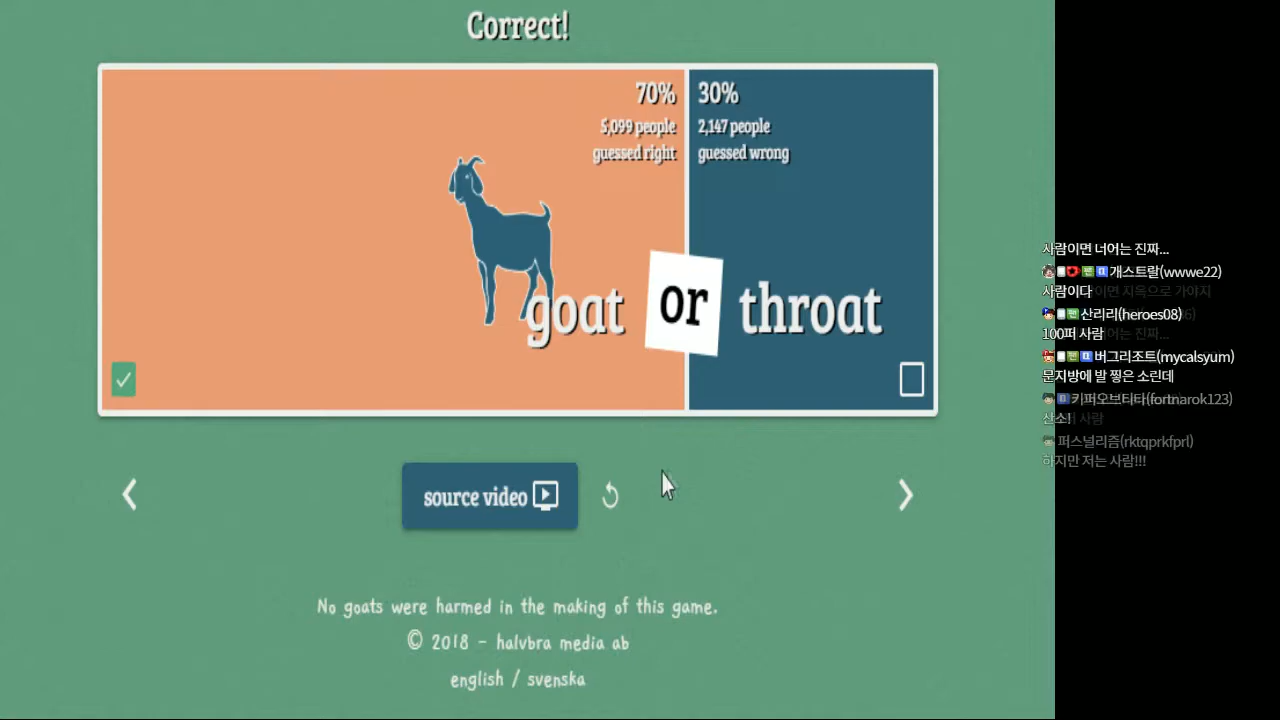 Correct!
70%
5,099 people
guessed right
30%
2,147 people
guessed wrong
goat or throat
source video
No goats were harmed in the making of this game.
© 2018 - halvbra media ab
english / svenska
사람이면 너어는 진짜...
개스트랄(wwwe22)
사람이다
산리리(heroes08)
100퍼 사람
버그리조트(mycalsyum)
문지방에 발 찧은 소린데
키퍼오브티타(fortnarok123)
산소!
퍼스널리즘(rktqprkfprl)
하지만 저는 사람!!!